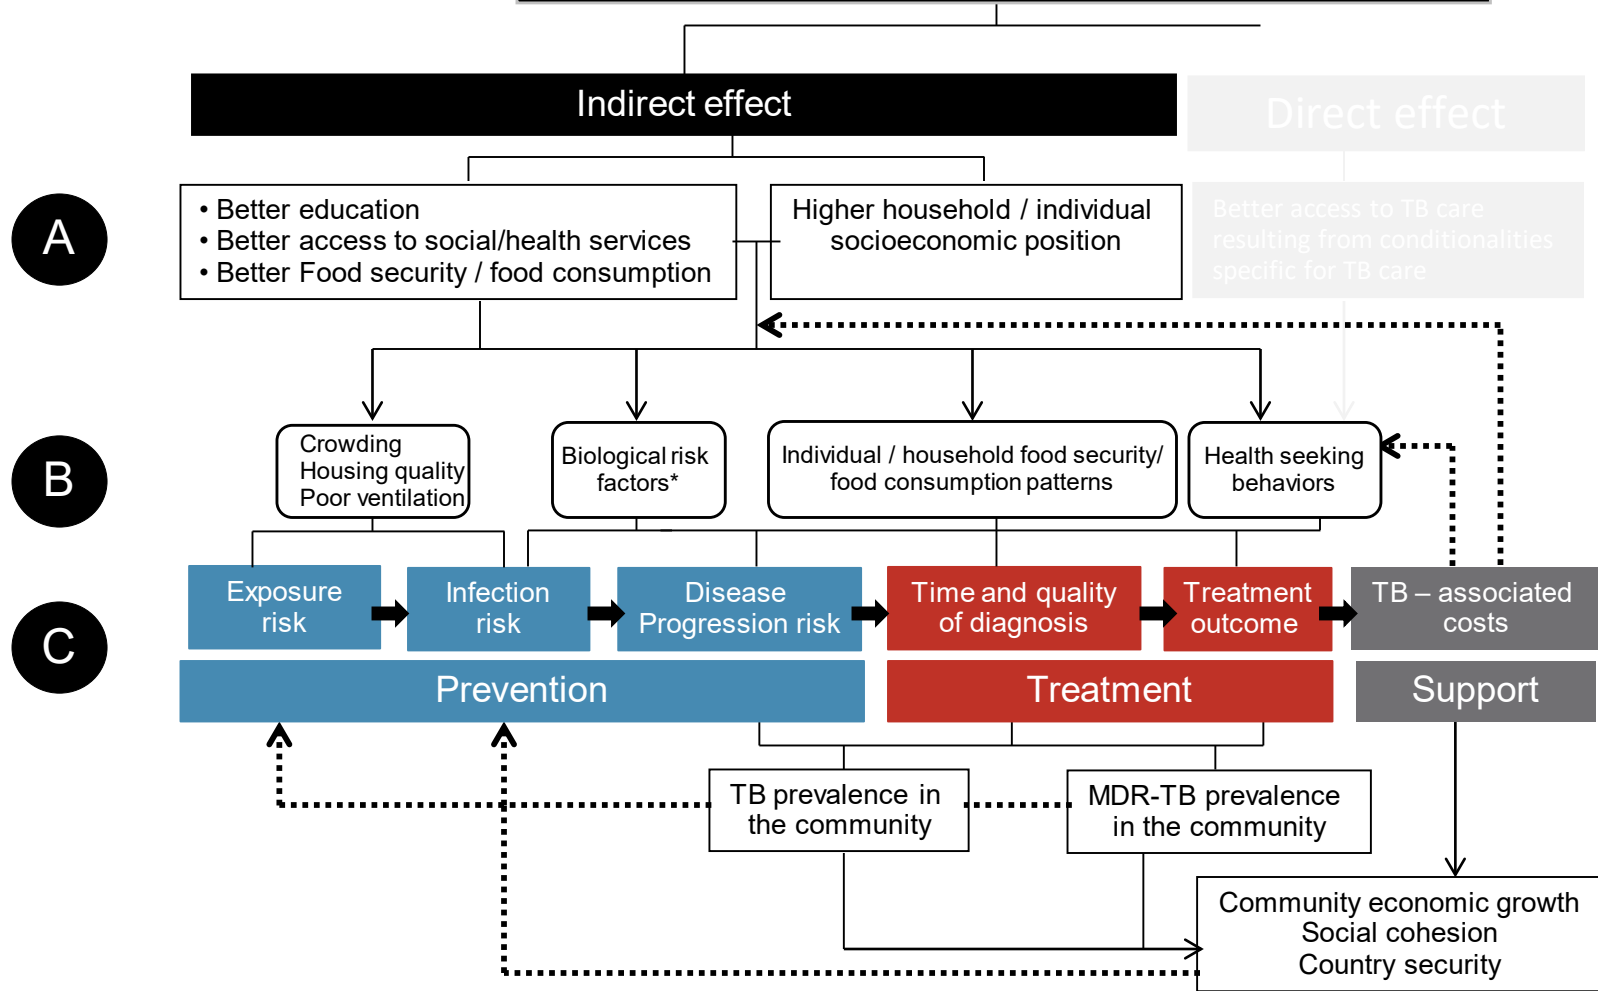 Indirect effect
Direct effect
A
• Better education
• Better access to social/health services
• Better Food security / food consumption
Higher household / individual
socioeconomic position
Better access to TB care
resulting from conditionalities
specific for TB care
B
Crowding
Housing quality
Poor ventilation
Biological risk
factors*
Individual / household food security/
food consumption patterns
Health seeking
behaviors
C
Exposure
risk
Infection
risk
Disease
Progression risk
Time and quality
of diagnosis
Treatment
outcome
TB – associated
costs
Prevention
Treatment
Support
TB prevalence in
the community
MDR-TB prevalence
in the community
Community economic growth
Social cohesion
Country security